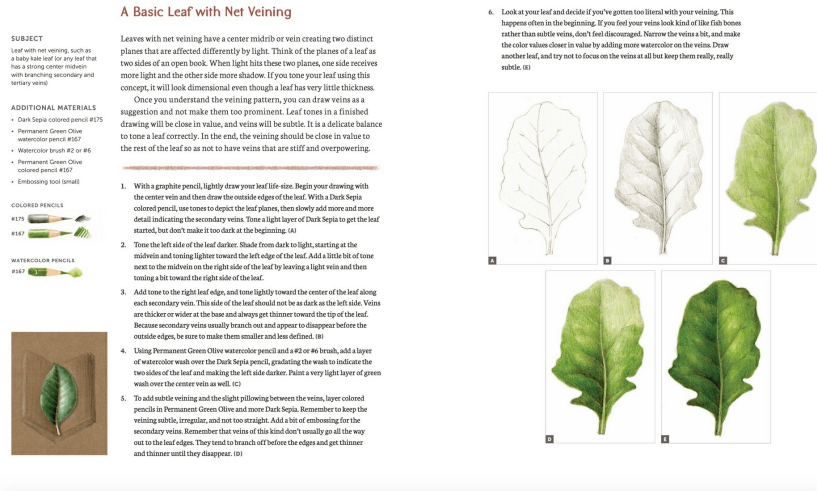 A Basic Leaf with Net Veining
SUBJECT
Leaf with net veining, such as
a baby kale leaf (or any leaf that
has a strong center midvein
with branching secondary and
tertiary veins)
ADDITIONAL MATERIALS
• Dark Sepia colored pencil #175
• Permanent Green Olive
watercolor pencil #167
• Watercolor brush #2 or #6
• Permanent Green Olive
colored pencil #167
• Embossing tool (small)
COLORED PENCILS
#175
#167
WATERCOLOR PENCILS
#167
Leaves with net veining have a center midrib or vein creating two distinct
planes that are affected differently by light. Think of the planes of a leaf as
two sides of an open book. When light hits these two planes, one side receives
more light and the other side more shadow. If you tone your leaf using this
concept, it will look dimensional even though a leaf has very little thickness.
Once you understand the veining pattern, you can draw veins as a
suggestion and not make them too prominent. Leaf tones in a finished
drawing will be close in value, and veins will be subtle. It is a delicate balance
to tone a leaf correctly. In the end, the veining should be close in value to
the rest of the leaf so as not to have veins that are stiff and overpowering.
1. With a graphite pencil, lightly draw your leaf life-size. Begin your drawing with
the center vein and then draw the outside edges of the leaf. With a Dark Sepia
colored pencil, use tones to depict the leaf planes, then slowly add more and more
detail indicating the secondary veins. Tone a light layer of Dark Sepia to get the leaf
started, but don't make it too dark at the beginning. (A)
2. Tone the left side of the leaf darker. Shade from dark to light, starting at the
midvein and toning lighter toward the left edge of the leaf. Add a little bit of tone
next to the midvein on the right side of the leaf by leaving a light vein and then
toning a bit toward the right side of the leaf.
3. Add tone to the right leaf edge, and tone lightly toward the center of the leaf along
each secondary vein. This side of the leaf should not be as dark as the left side. Veins
are thicker or wider at the base and always get thinner toward the tip of the leaf.
Because secondary veins usually branch out and appear to disappear before the
outside edges, be sure to make them smaller and less defined. (B)
4. Using Permanent Green Olive watercolor pencil and a #2 or #6 brush, add a layer
of watercolor wash over the Dark Sepia pencil, gradating the wash to indicate the
two sides of the leaf and making the left side darker. Paint a very light layer of green
wash over the center vein as well. (C)
5. To add subtle veining and the slight pillowing between the veins, layer colored
pencils in Permanent Green Olive and more Dark Sepia. Remember to keep the
veining subtle, irregular, and not too straight. Add a bit of embossing for the
secondary veins. Remember that veins of this kind don't usually go all the way
out to the leaf edges. They tend to branch off before the edges and get thinner
and thinner until they disappear. (D)
6. Look at your leaf and decide if you've gotten too literal with your veining. This
happens often in the beginning. If you feel your veins look kind of like fish bones
rather than subtle veins, don't feel discouraged. Narrow the veins a bit, and make
the color values closer in value by adding more watercolor on the veins. Draw
another leaf, and try not to focus on the veins at all but keep them really, really
subtle. (E)
A
B
C
D
E